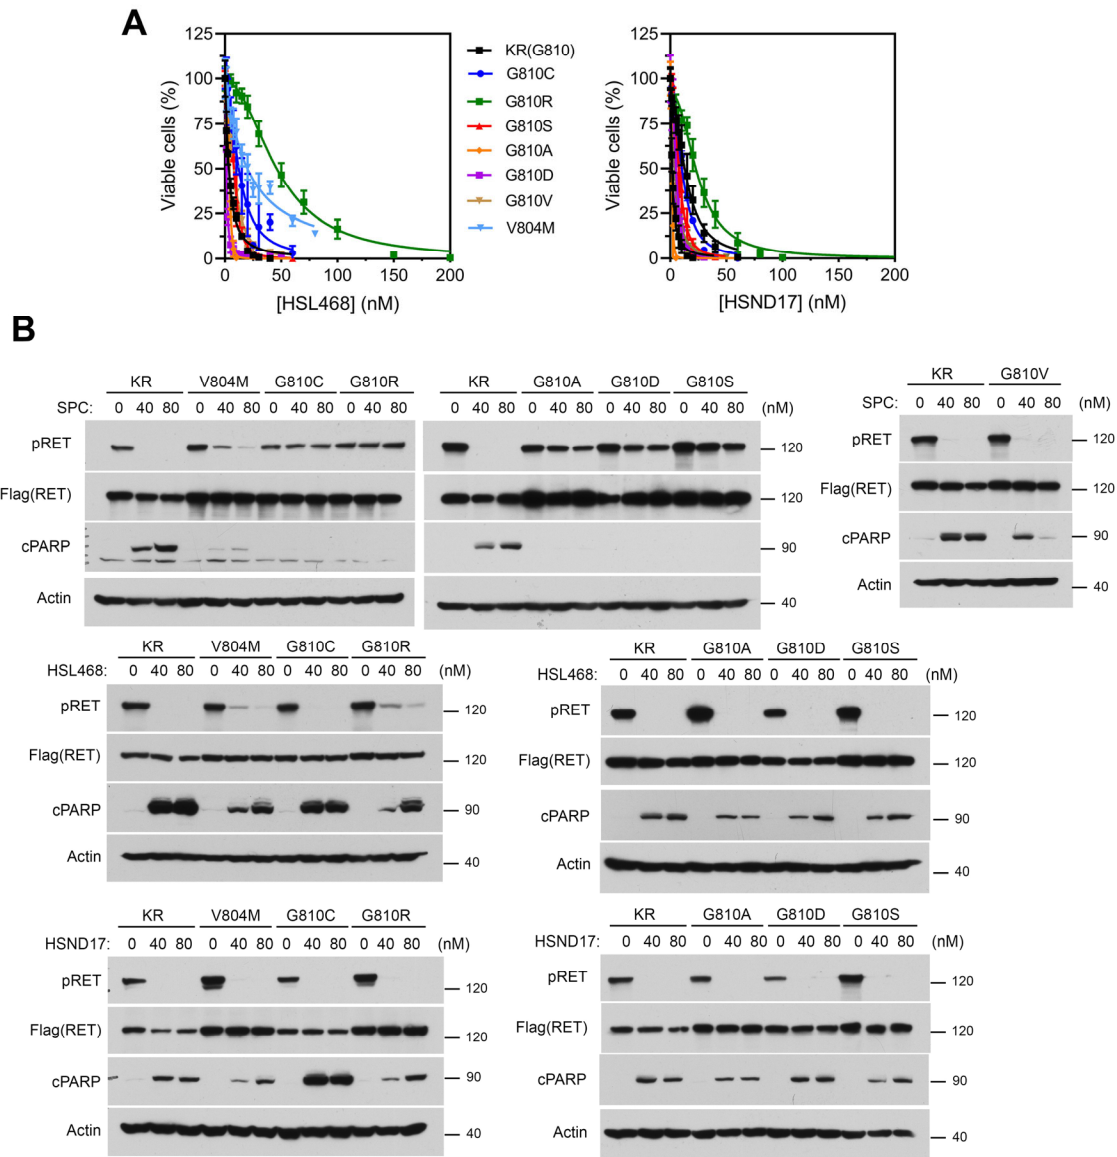 A
125
100
75
50
25
0
Viable cells (%)
0 50 100 150 200
[HSL468] (nM)
KR(G810)
G810C
G810R
G810S
G810A
G810D
G810V
V804M
125
100
75
50
25
0
Viable cells (%)
0 50 100 150 200
[HSND17] (nM)
B
KR V804M G810C G810R
SPC: 0 40 80 0 40 80 0 40 80 0 40 80
pRET
Flag(RET)
cPARP
Actin
KR G810A G810D G810S
0 40 80 0 40 80 0 40 80 0 40 80 (nM)
120
120
90
40
KR G810V
SPC: 0 40 80 0 40 80 (nM)
pRET 120
Flag(RET) 120
cPARP 90
Actin 40
KR V804M G810C G810R
HSL468: 0 40 80 0 40 80 0 40 80 0 40 80 (nM)
pRET 120
Flag(RET) 120
cPARP 90
Actin 40
KR G810A G810D G810S
HSL468: 0 40 80 0 40 80 0 40 80 0 40 80 (nM)
pRET 120
Flag(RET) 120
cPARP 90
Actin 40
KR V804M G810C G810R
HSND17: 0 40 80 0 40 80 0 40 80 0 40 80 (nM)
pRET 120
Flag(RET) 120
cPARP 90
Actin 40
KR G810A G810D G810S
HSND17: 0 40 80 0 40 80 0 40 80 0 40 80 (nM)
pRET 120
Flag(RET) 120
cPARP 90
Actin 40